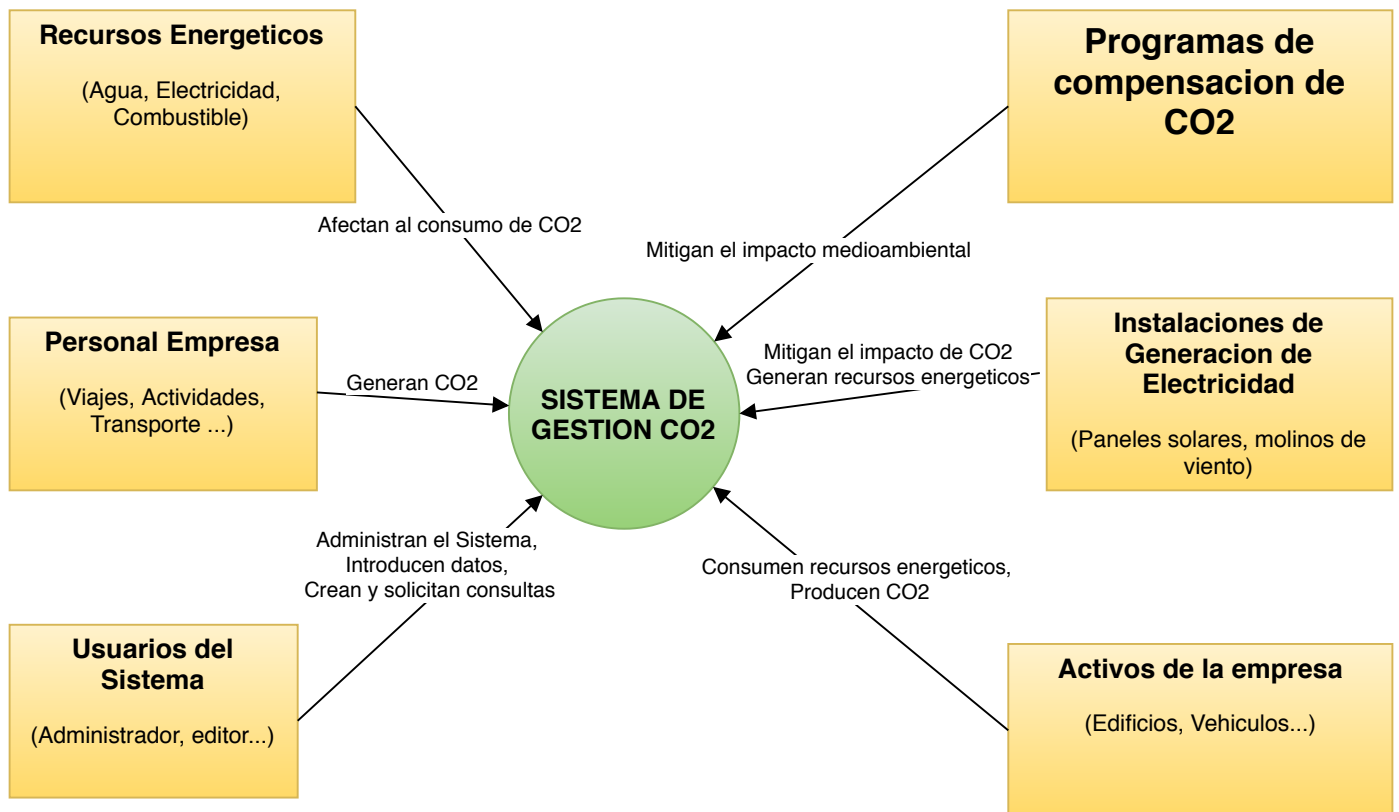 Recursos Energeticos
(Agua, Electricidad,
Combustible)
Programas de
compensacion de
CO2
Afectan al consumo de CO2
Mitigan el impacto medioambiental
Personal Empresa
(Viajes, Actividades,
Transporte ...)
Generan CO2
SISTEMA DE
GESTION CO2
Mitigan el impacto de CO2
Generan recursos energeticos
Instalaciones de
Generacion de
Electricidad
(Paneles solares, molinos de
viento)
Administran el Sistema,
Introducen datos,
Crean y solicitan consultas
Consumen recursos energeticos,
Producen CO2
Usuarios del
Sistema
(Administrador, editor...)
Activos de la empresa
(Edificios, Vehiculos...)